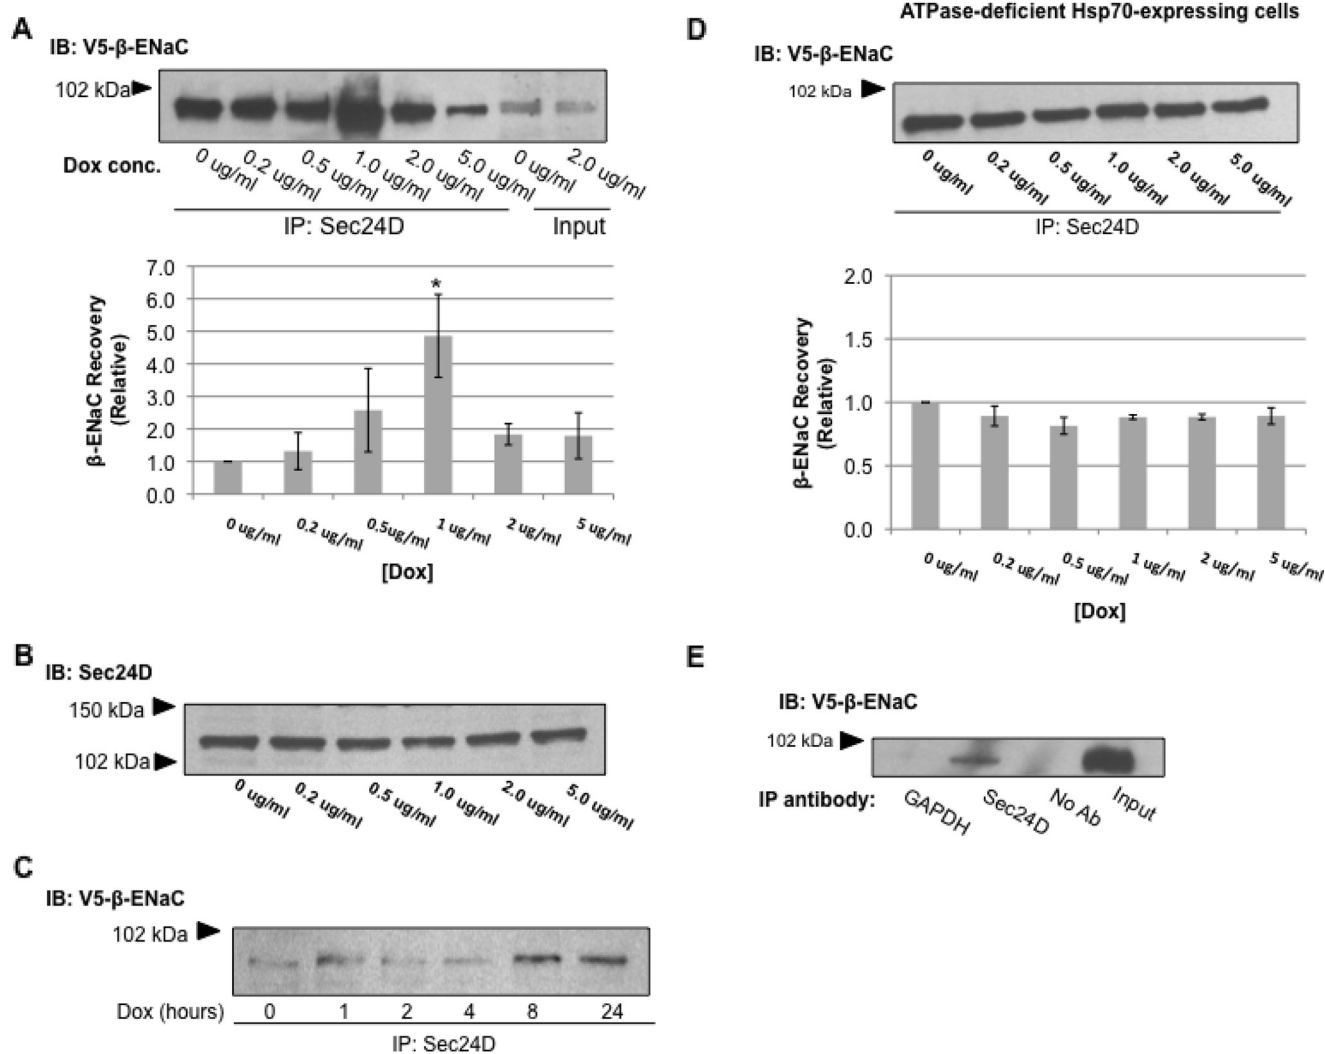 A
IB: V5-β-ENaC
102 kDa
Dox conc.
0 ug/ml
0.2 ug/ml
0.5 ug/ml
1.0 ug/ml
2.0 ug/ml
5.0 ug/ml
0 ug/ml
2.0 ug/ml
IP: Sec24D
Input
β-ENaC Recovery
(Relative)
7.0
6.0
5.0
4.0
3.0
2.0
1.0
0.0
*
0 ug/ml
0.2 ug/ml
0.5ug/ml
1 ug/ml
2 ug/ml
5 ug/ml
[Dox]
B
IB: Sec24D
150 kDa
102 kDa
0 ug/ml
0.2 ug/ml
0.5 ug/ml
1.0 ug/ml
2.0 ug/ml
5.0 ug/ml
C
IB: V5-β-ENaC
102 kDa
Dox (hours) 0 1 2 4 8 24
IP: Sec24D
D
ATPase-deficient Hsp70-expressing cells
IB: V5-β-ENaC
102 kDa
0 ug/ml
0.2 ug/ml
0.5 ug/ml
1.0 ug/ml
2.0 ug/ml
5.0 ug/ml
IP: Sec24D
β-ENaC Recovery
(Relative)
2.0
1.5
1.0
0.5
0.0
0 ug/ml
0.2 ug/ml
0.5 ug/ml
1 ug/ml
2 ug/ml
5 ug/ml
[Dox]
E
IB: V5-β-ENaC
102 kDa
IP antibody:
GAPDH
Sec24D
No Ab
Input